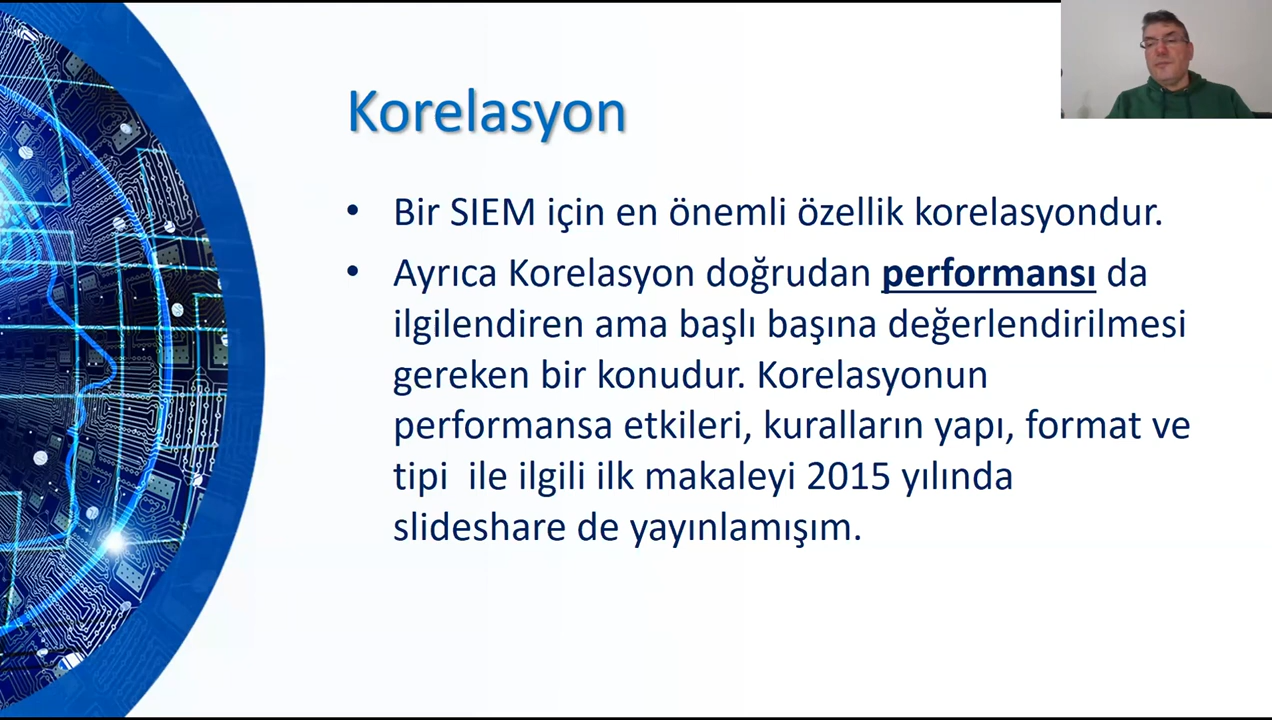 Korelasyon
• Bir SIEM için en önemli özellik korelasyondur.
• Ayrıca Korelasyon doğrudan performansı da
ilgilendiren ama başlı başına değerlendirilmesi
gereken bir konudur. Korelasyonun
performansa etkileri, kuralların yapı, format ve
tipi  ile ilgili ilk makaleyi 2015 yılında
slideshare de yayınlamışım.